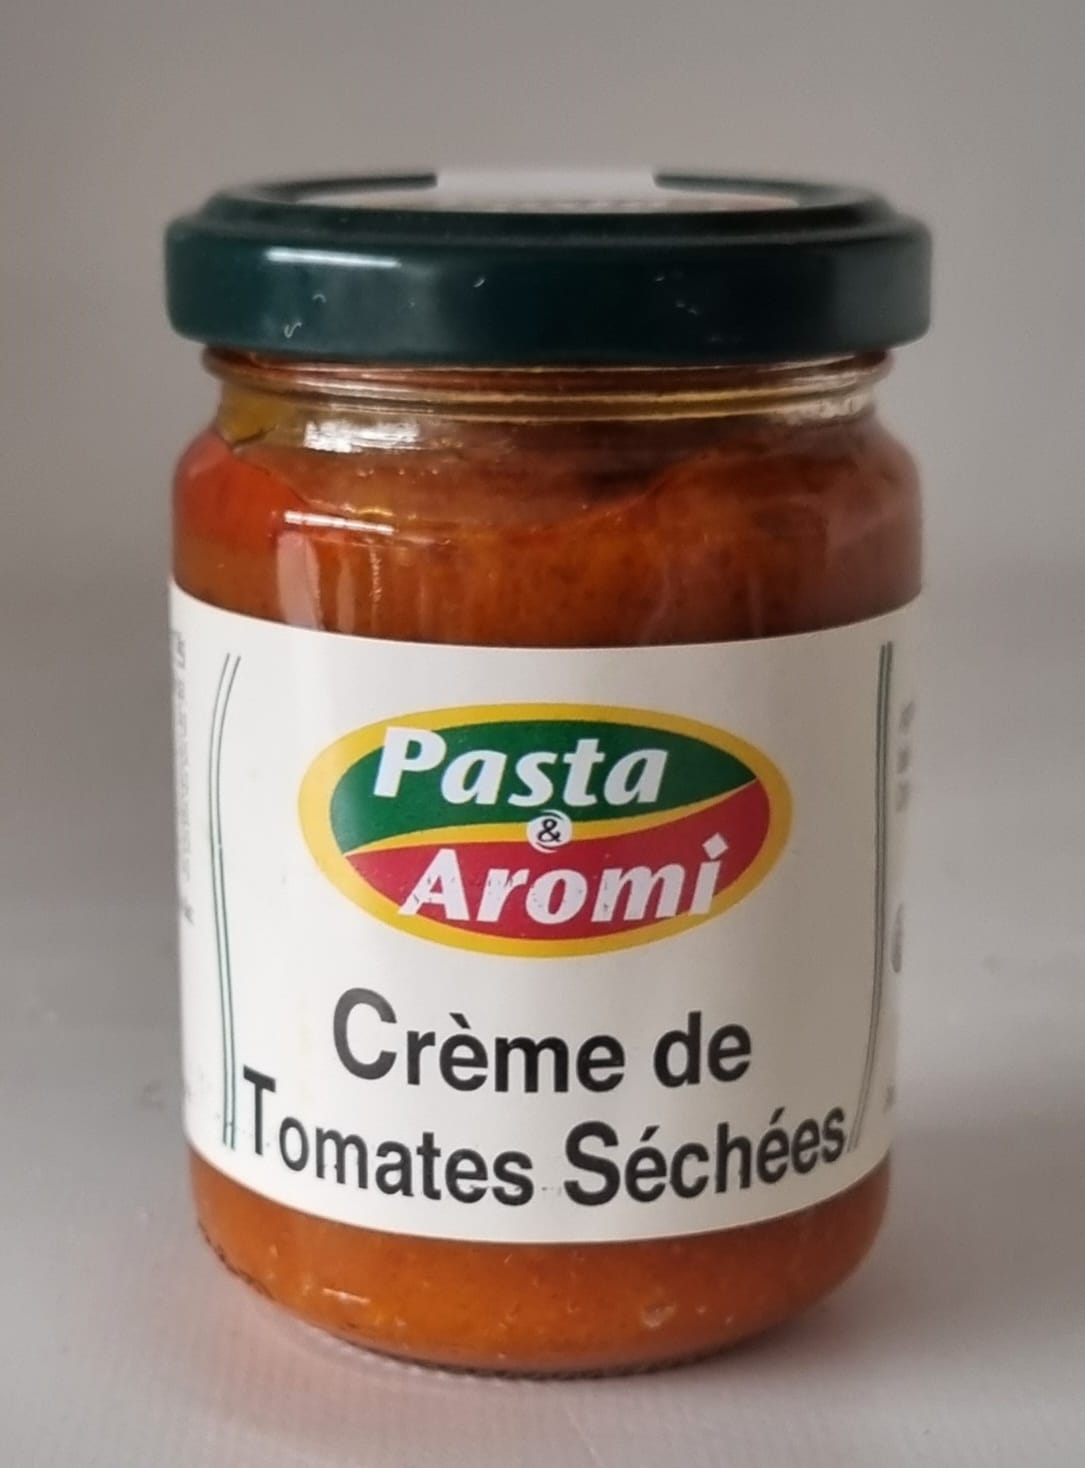 Pasta
&
Aromi
Crème de
Tomates Séchées